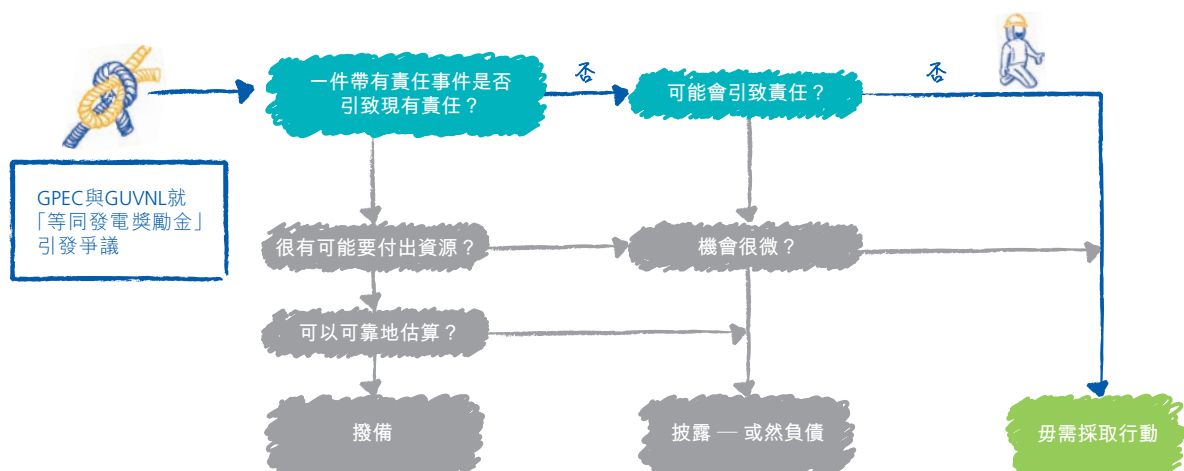 一件帶有責任事件是否
引致現有責任？
否
可能會引致責任？
否
GPEC與GUVNL就
「等同發電獎勵金」
引發爭議
很有可能要付出資源？
機會很微？
可以可靠地估算？
撥備
披露 — 或然負債
毋需採取行動